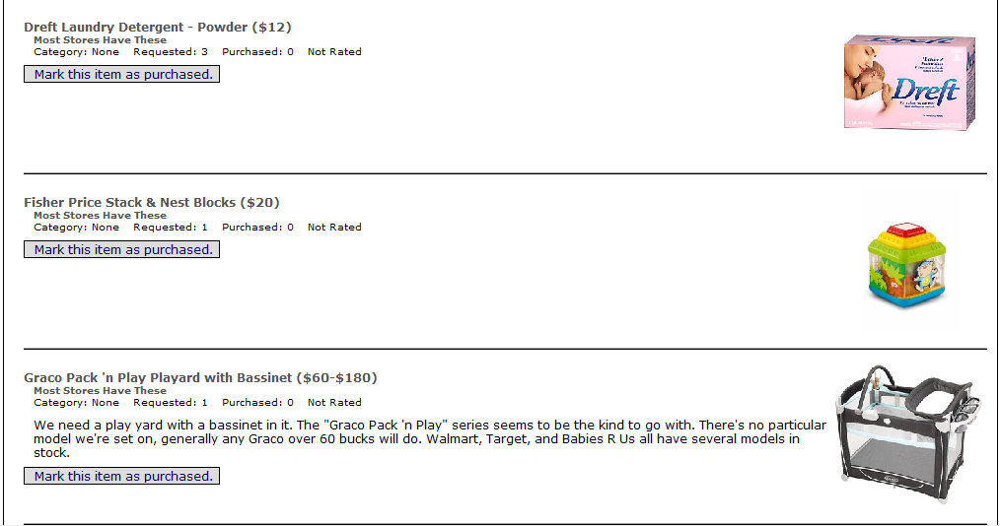 Dreft Laundry Detergent - Powder ($12)
Most Stores Have These
Category: None Requested: 3 Purchased: 0 Not Rated
Mark this item as purchased.
Dreft
Fisher Price Stack & Nest Blocks ($20)
Most Stores Have These
Category: None Requested: 1 Purchased: 0 Not Rated
Mark this item as purchased.
Graco Pack 'n Play Playard with Bassinet ($60-$180)
Most Stores Have These
Category: None Requested: 1 Purchased: 0 Not Rated
We need a play yard with a bassinet in it. The "Graco Pack 'n Play" series seems to be the kind to go with. There's no particular
model we're set on, generally any Graco over 60 bucks will do. Walmart, Target, and Babies R Us all have several models in
stock.
Mark this item as purchased.